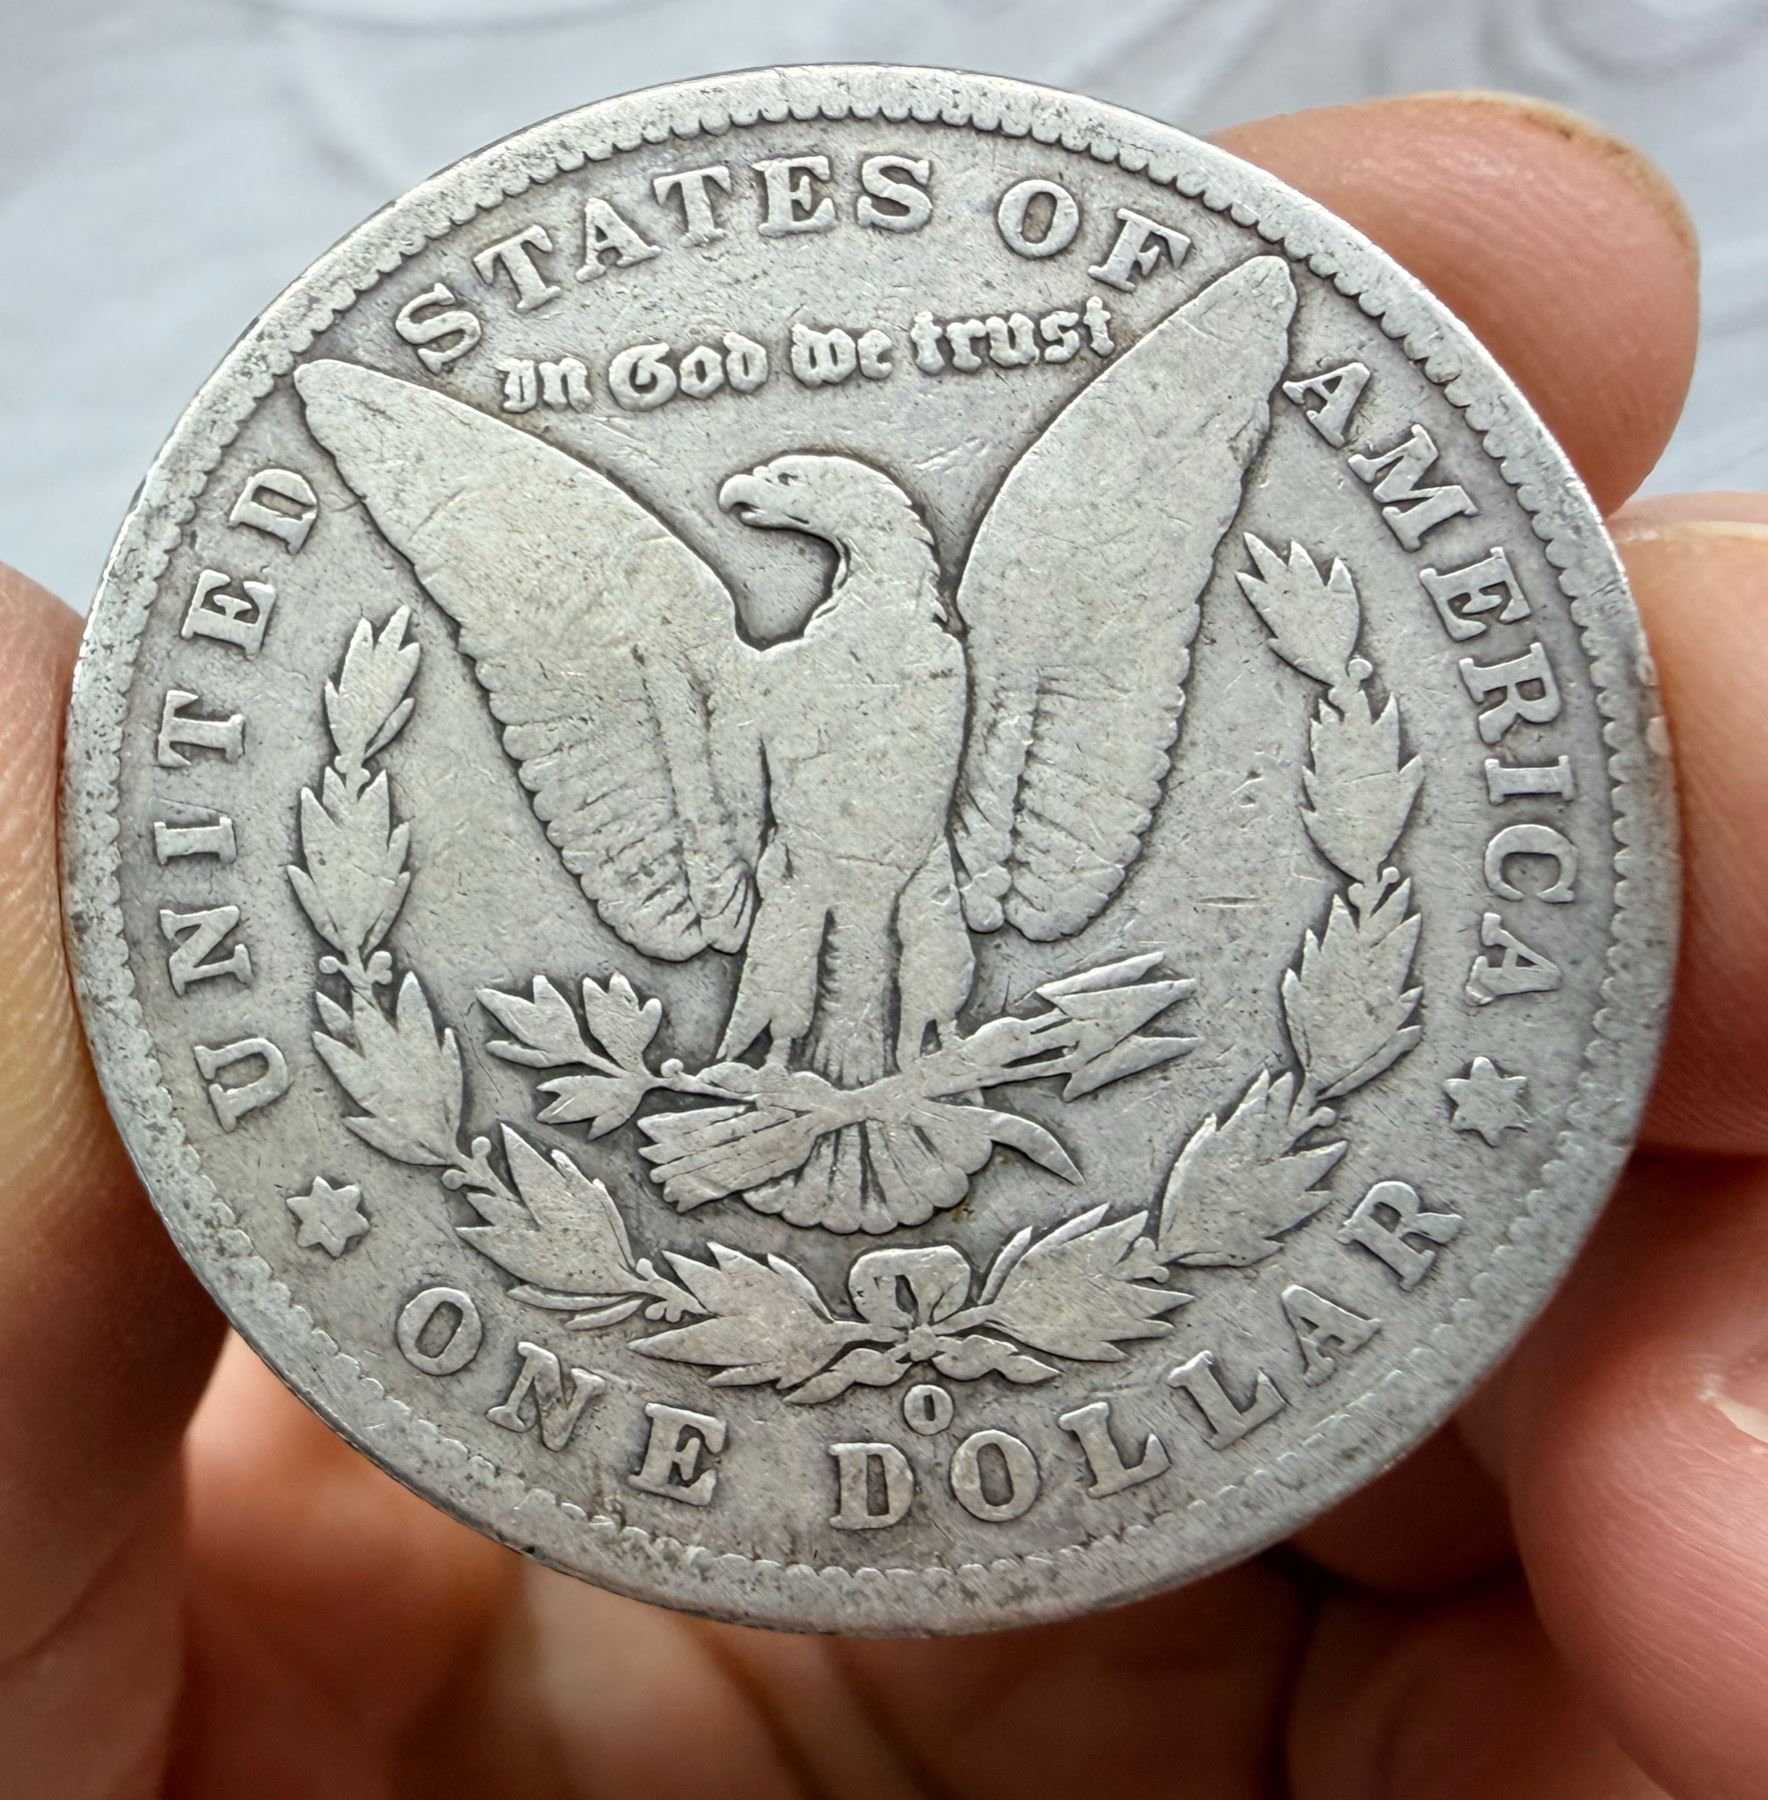 UNITED STATES OF AMERICA
In God we trust
O
ONE DOLLAR